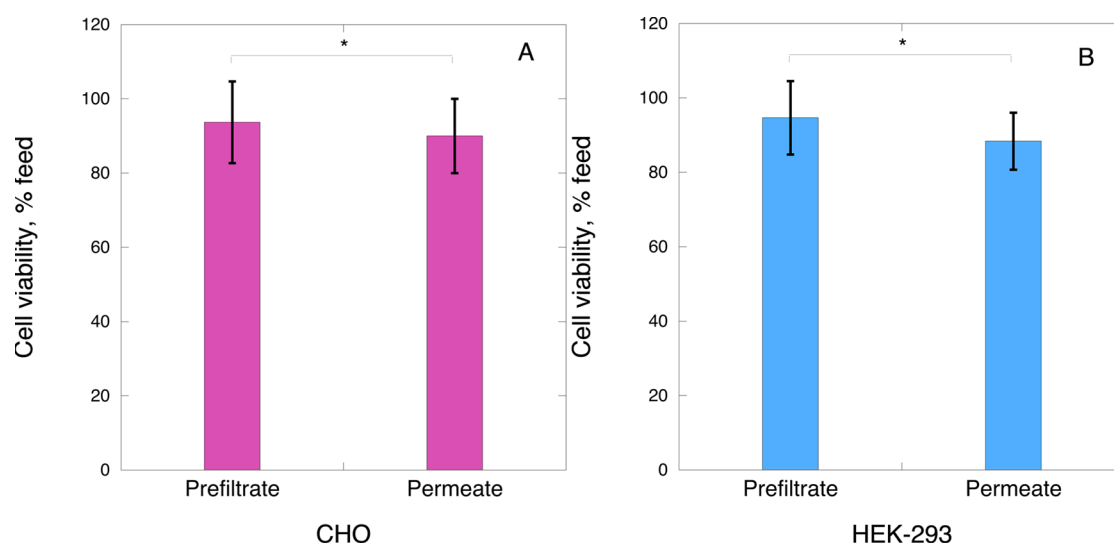 Cell viability, % feed
120
100
80
60
40
20
0
*
A
Prefiltrate
Permeate
CHO
Cell viability, % feed
120
100
80
60
40
20
0
*
B
Prefiltrate
Permeate
HEK-293